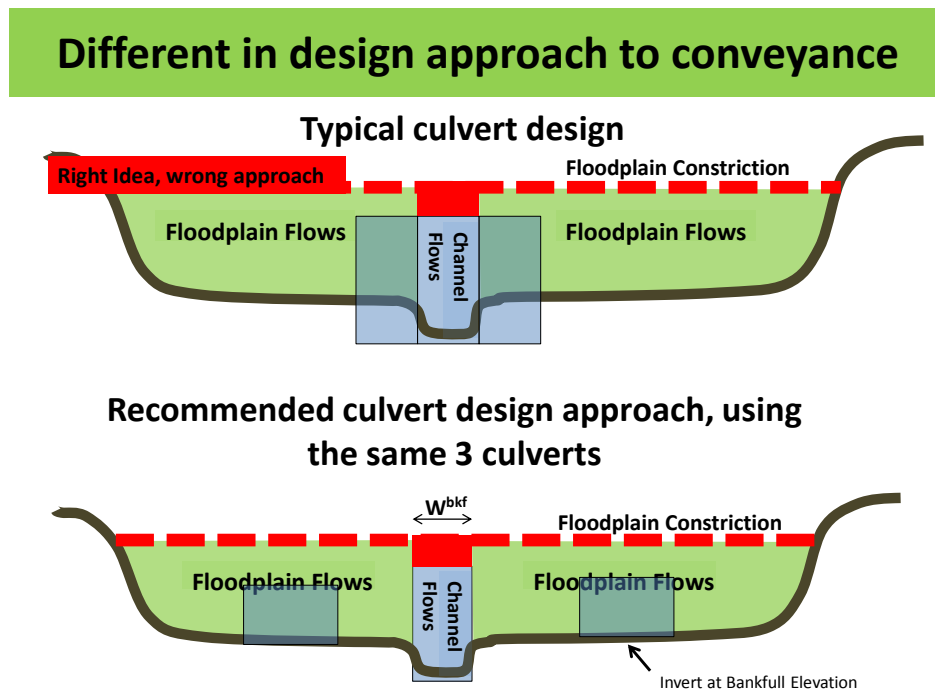 Different in design approach to conveyance
Typical culvert design
Right Idea, wrong approach
Floodplain Constriction
Floodplain Flows
Channel
Flows
Floodplain Flows
Recommended culvert design approach, using
the same 3 culverts
Wbkf
Floodplain Constriction
Floodplain Flows
Channel
Flows
Floodplain Flows
Invert at Bankfull Elevation